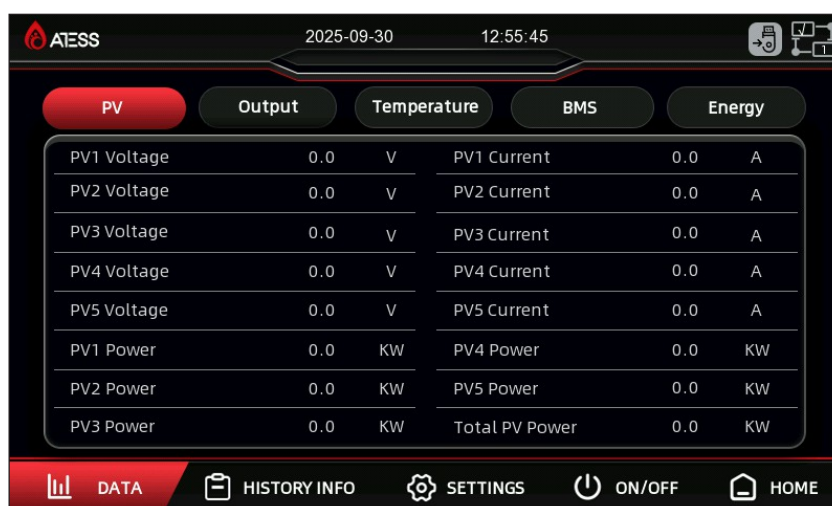 ATESS 2025-09-30 12:55:45
1
PV Output Temperature BMS Energy
PV1 Voltage 0.0 V PV1 Current 0.0 A
PV2 Voltage 0.0 V PV2 Current 0.0 A
PV3 Voltage 0.0 V PV3 Current 0.0 A
PV4 Voltage 0.0 V PV4 Current 0.0 A
PV5 Voltage 0.0 V PV5 Current 0.0 A
PV1 Power 0.0 KW PV4 Power 0.0 KW
PV2 Power 0.0 KW PV5 Power 0.0 KW
PV3 Power 0.0 KW Total PV Power 0.0 KW
DATA HISTORY INFO SETTINGS ON/OFF HOME